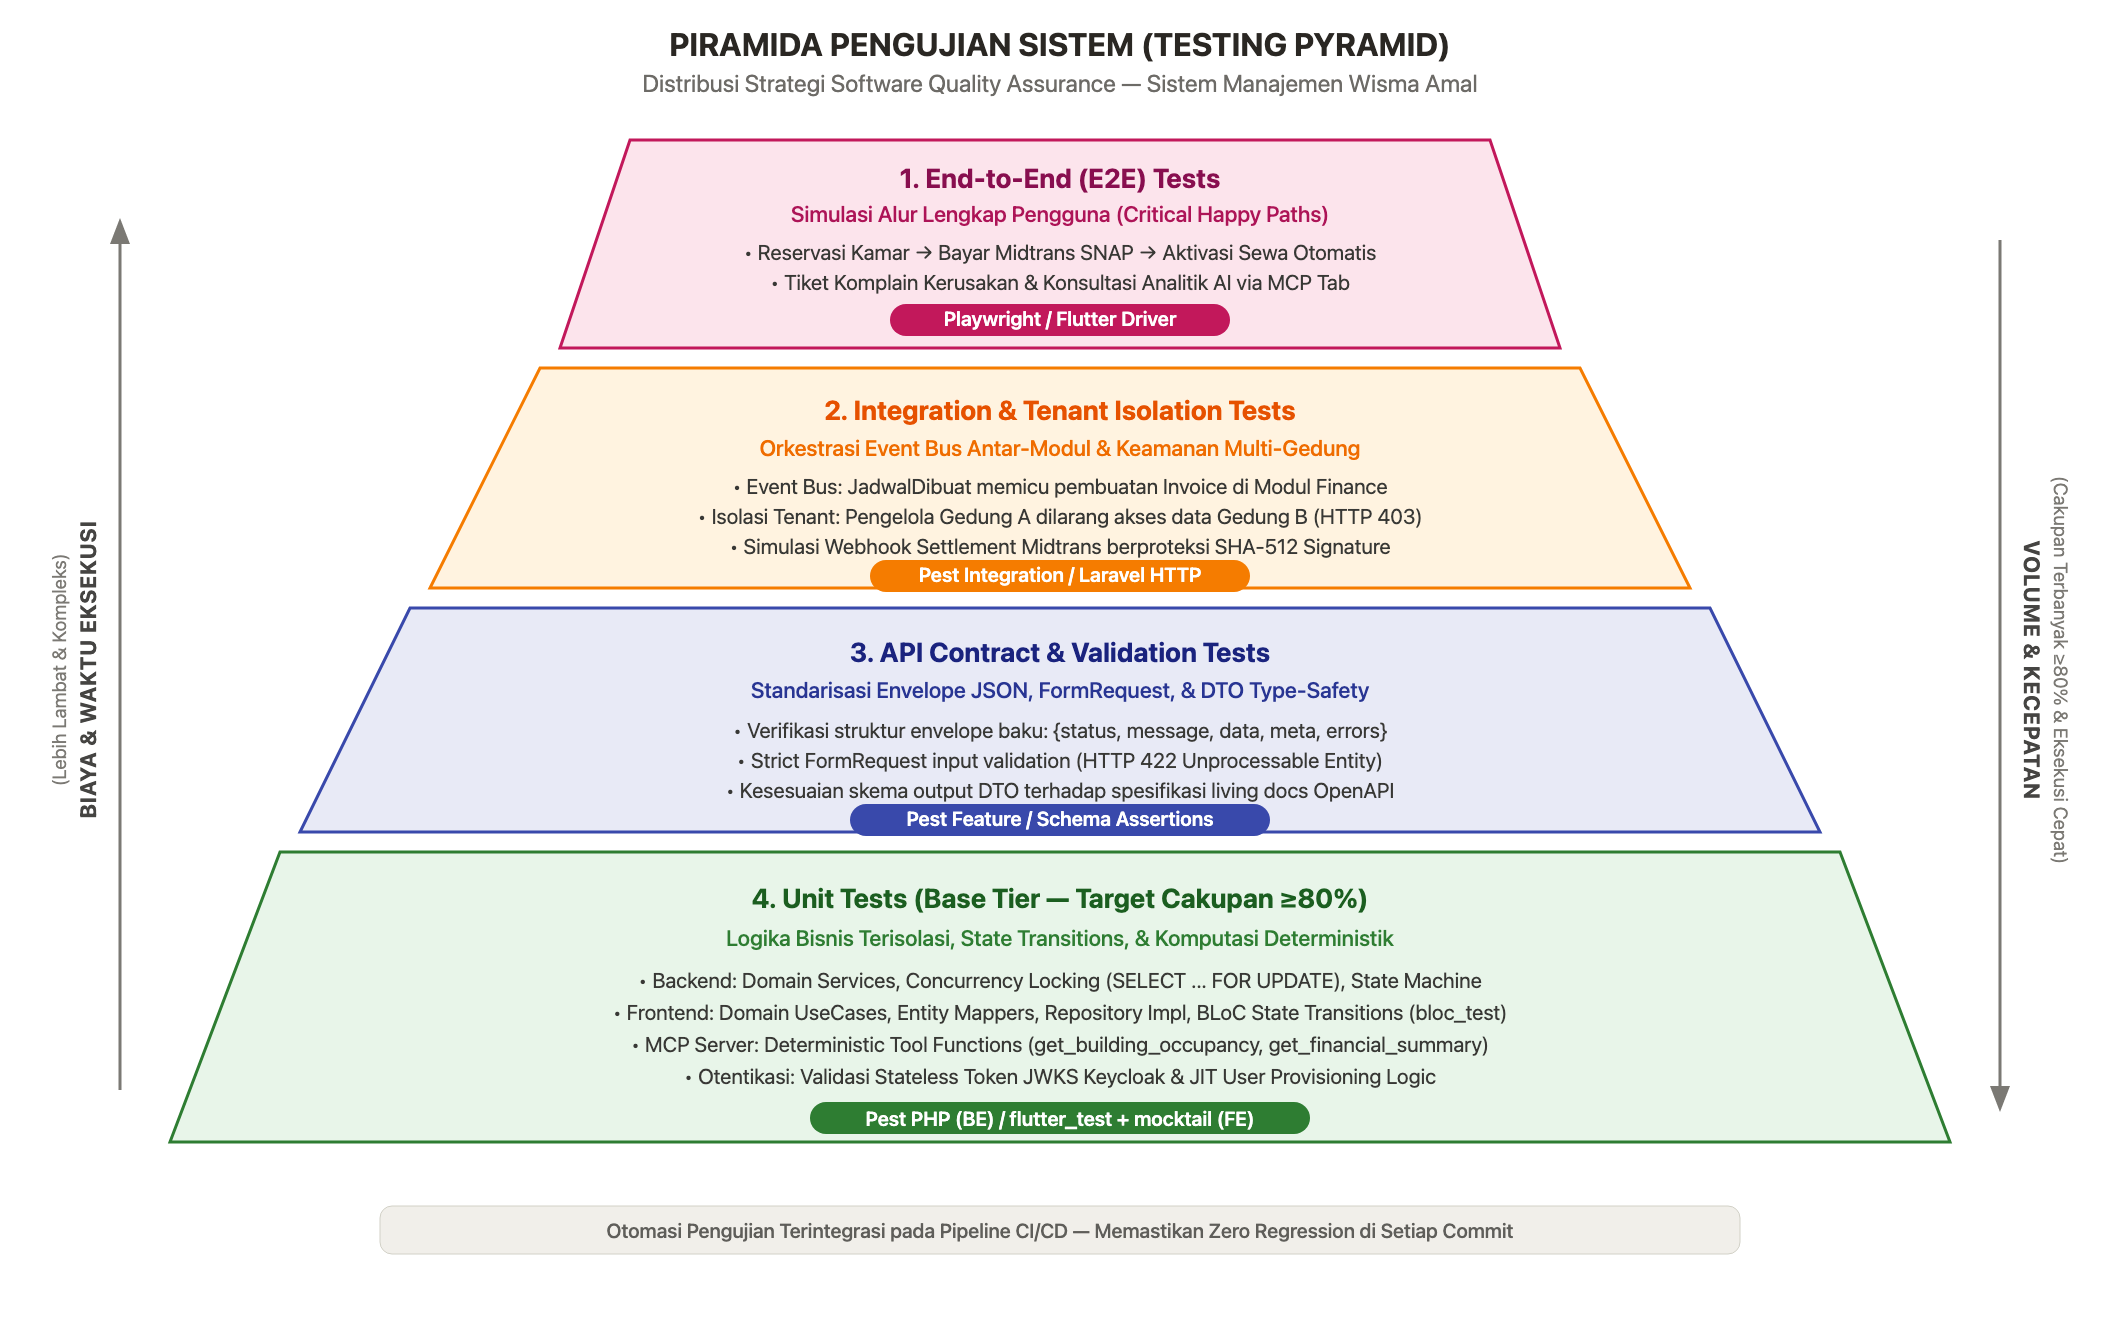 PIRAMIDA PENGUJIAN SISTEM (TESTING PYRAMID)
Distribusi Strategi Software Quality Assurance — Sistem Manajemen Wisma Amal
1. End-to-End (E2E) Tests
Simulasi Alur Lengkap Pengguna (Critical Happy Paths)
• Reservasi Kamar → Bayar Midtrans SNAP → Aktivasi Sewa Otomatis
• Tiket Komplain Kerusakan & Konsultasi Analitik AI via MCP Tab
Playwright / Flutter Driver
2. Integration & Tenant Isolation Tests
Orkestrasi Event Bus Antar-Modul & Keamanan Multi-Gedung
• Event Bus: JadwalDibuat memicu pembuatan Invoice di Modul Finance
• Isolasi Tenant: Pengelola Gedung A dilarang akses data Gedung B (HTTP 403)
• Simulasi Webhook Settlement Midtrans berproteksi SHA-512 Signature
Pest Integration / Laravel HTTP
3. API Contract & Validation Tests
Standarisasi Envelope JSON, FormRequest, & DTO Type-Safety
• Verifikasi struktur envelope baku: {status, message, data, meta, errors}
• Strict FormRequest input validation (HTTP 422 Unprocessable Entity)
• Kesesuaian skema output DTO terhadap spesifikasi living docs OpenAPI
Pest Feature / Schema Assertions
4. Unit Tests (Base Tier — Target Cakupan ≥80%)
Logika Bisnis Terisolasi, State Transitions, & Komputasi Deterministik
• Backend: Domain Services, Concurrency Locking (SELECT ... FOR UPDATE), State Machine
• Frontend: Domain UseCases, Entity Mappers, Repository Impl, BLoC State Transitions (bloc_test)
• MCP Server: Deterministic Tool Functions (get_building_occupancy, get_financial_summary)
• Otentikasi: Validasi Stateless Token JWKS Keycloak & JIT User Provisioning Logic
Pest PHP (BE) / flutter_test + mocktail (FE)
BIAYA & WAKTU EKSEKUSI
(Lebih Lambat & Kompleks)
VOLUME & KECEPATAN
(Cakupan Terbanyak ≥80% & Eksekusi Cepat)
Otomasi Pengujian Terintegrasi pada Pipeline CI/CD — Memastikan Zero Regression di Setiap Commit